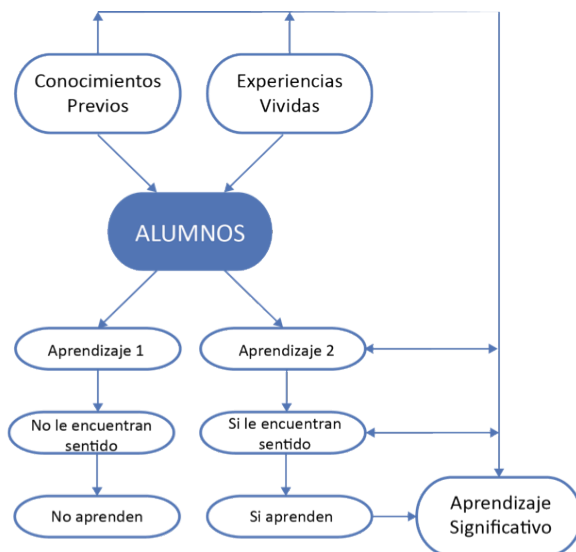 Conocimientos
Previos
Experiencias
Vividas
ALUMNOS
Aprendizaje 1
Aprendizaje 2
No le encuentran
sentido
Si le encuentran
sentido
No aprenden
Si aprenden
Aprendizaje
Significativo